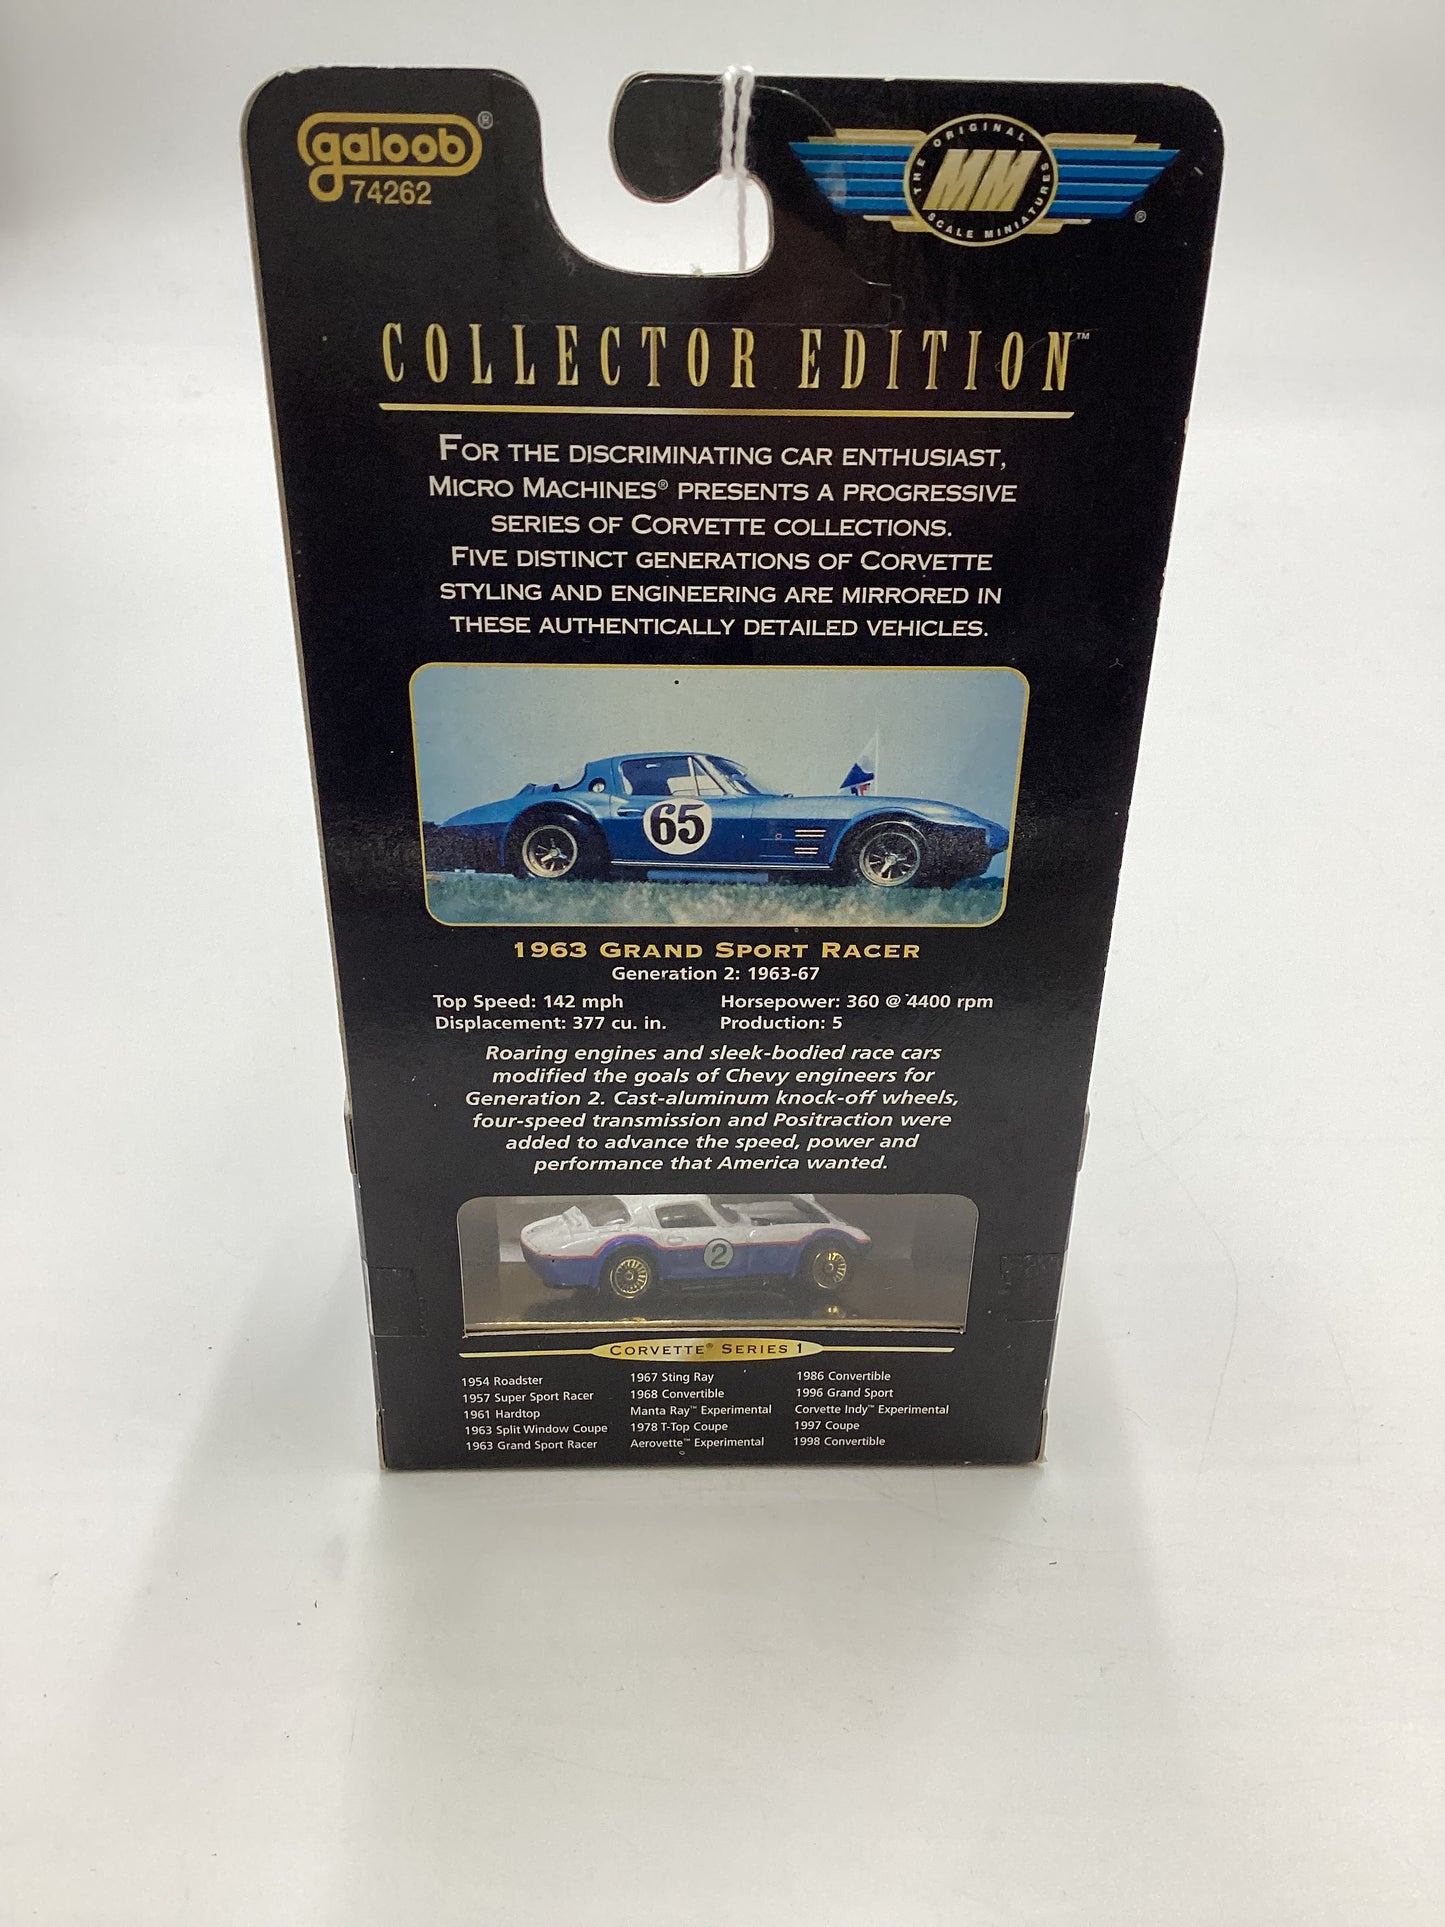 galoob®
74262
THE ORIGINAL
MM
SCALE MINIATURES
®
COLLECTOR EDITION™
FOR THE DISCRIMINATING CAR ENTHUSIAST,
MICRO MACHINES® PRESENTS A PROGRESSIVE
SERIES OF CORVETTE COLLECTIONS.
FIVE DISTINCT GENERATIONS OF CORVETTE
STYLING AND ENGINEERING ARE MIRRORED IN
THESE AUTHENTICALLY DETAILED VEHICLES.
65
1963 GRAND SPORT RACER
Generation 2: 1963-67
Top Speed: 142 mph Horsepower: 360 @ 4400 rpm
Displacement: 377 cu. in. Production: 5
Roaring engines and sleek-bodied race cars
modified the goals of Chevy engineers for
Generation 2. Cast-aluminum knock-off wheels,
four-speed transmission and Positraction were
added to advance the speed, power and
performance that America wanted.
2
CORVETTE® SERIES 1
1954 Roadster
1957 Super Sport Racer
1961 Hardtop
1963 Split Window Coupe
1963 Grand Sport Racer
1967 Sting Ray
1968 Convertible
Manta Ray™ Experimental
1978 T-Top Coupe
Aerovette™ Experimental
1986 Convertible
1996 Grand Sport
Corvette Indy™ Experimental
1997 Coupe
1998 Convertible